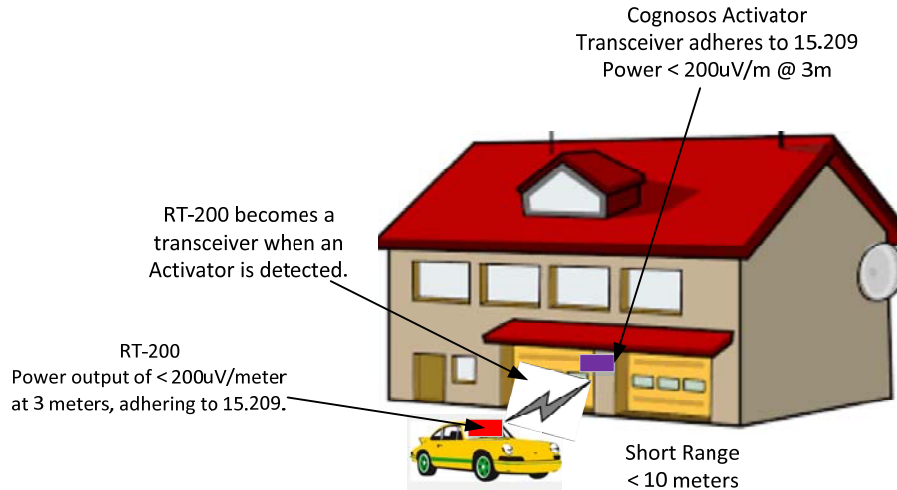 Cognosos Activator
Transceiver adheres to 15.209
Power < 200uV/m @ 3m
RT-200 becomes a
transceiver when an
Activator is detected.
RT-200
Power output of < 200uV/meter
at 3 meters, adhering to 15.209.
Short Range
< 10 meters